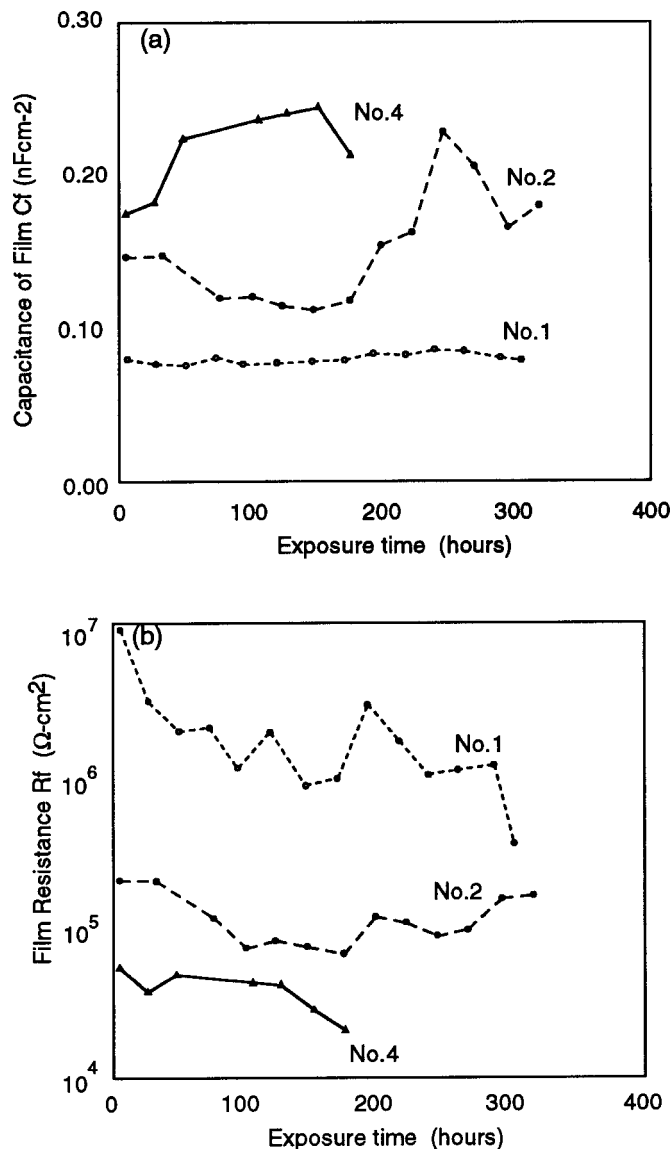 (a)
0.30
0.20
0.10
0.00
Capacitance of Film Cf (nFcm-2)
No.4
No.2
No.1
0 100 200 300 400
Exposure time (hours)
(b)
10⁷
10⁶
10⁵
10⁴
Film Resistance Rf (Ω-cm²)
No.1
No.2
No.4
0 100 200 300 400
Exposure time (hours)